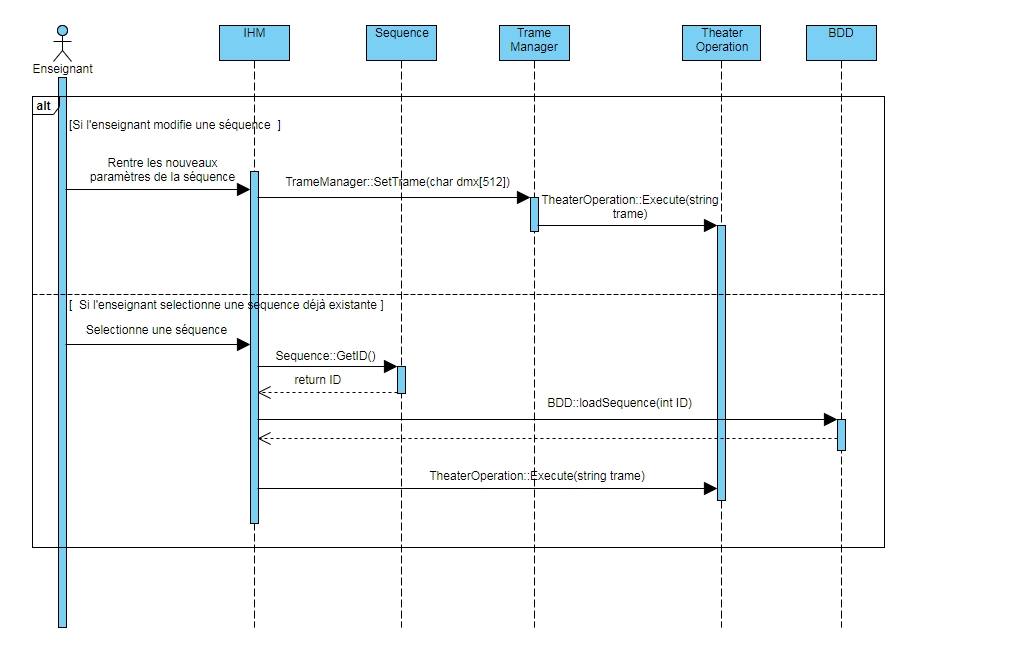 Enseignant
IHM
Sequence
Trame
Manager
Theater
Operation
BDD
alt
[Si l'enseignant modifie une séquence ]
Rentre les nouveaux
paramètres de la séquence
TrameManager::SetTrame(char dmx[512])
TheaterOperation::Execute(string
trame)
[ Si l'enseignant selectionne une sequence déjà existante ]
Selectionne une séquence
Sequence::GetID()
return ID
BDD::loadSequence(int ID)
TheaterOperation::Execute(string trame)